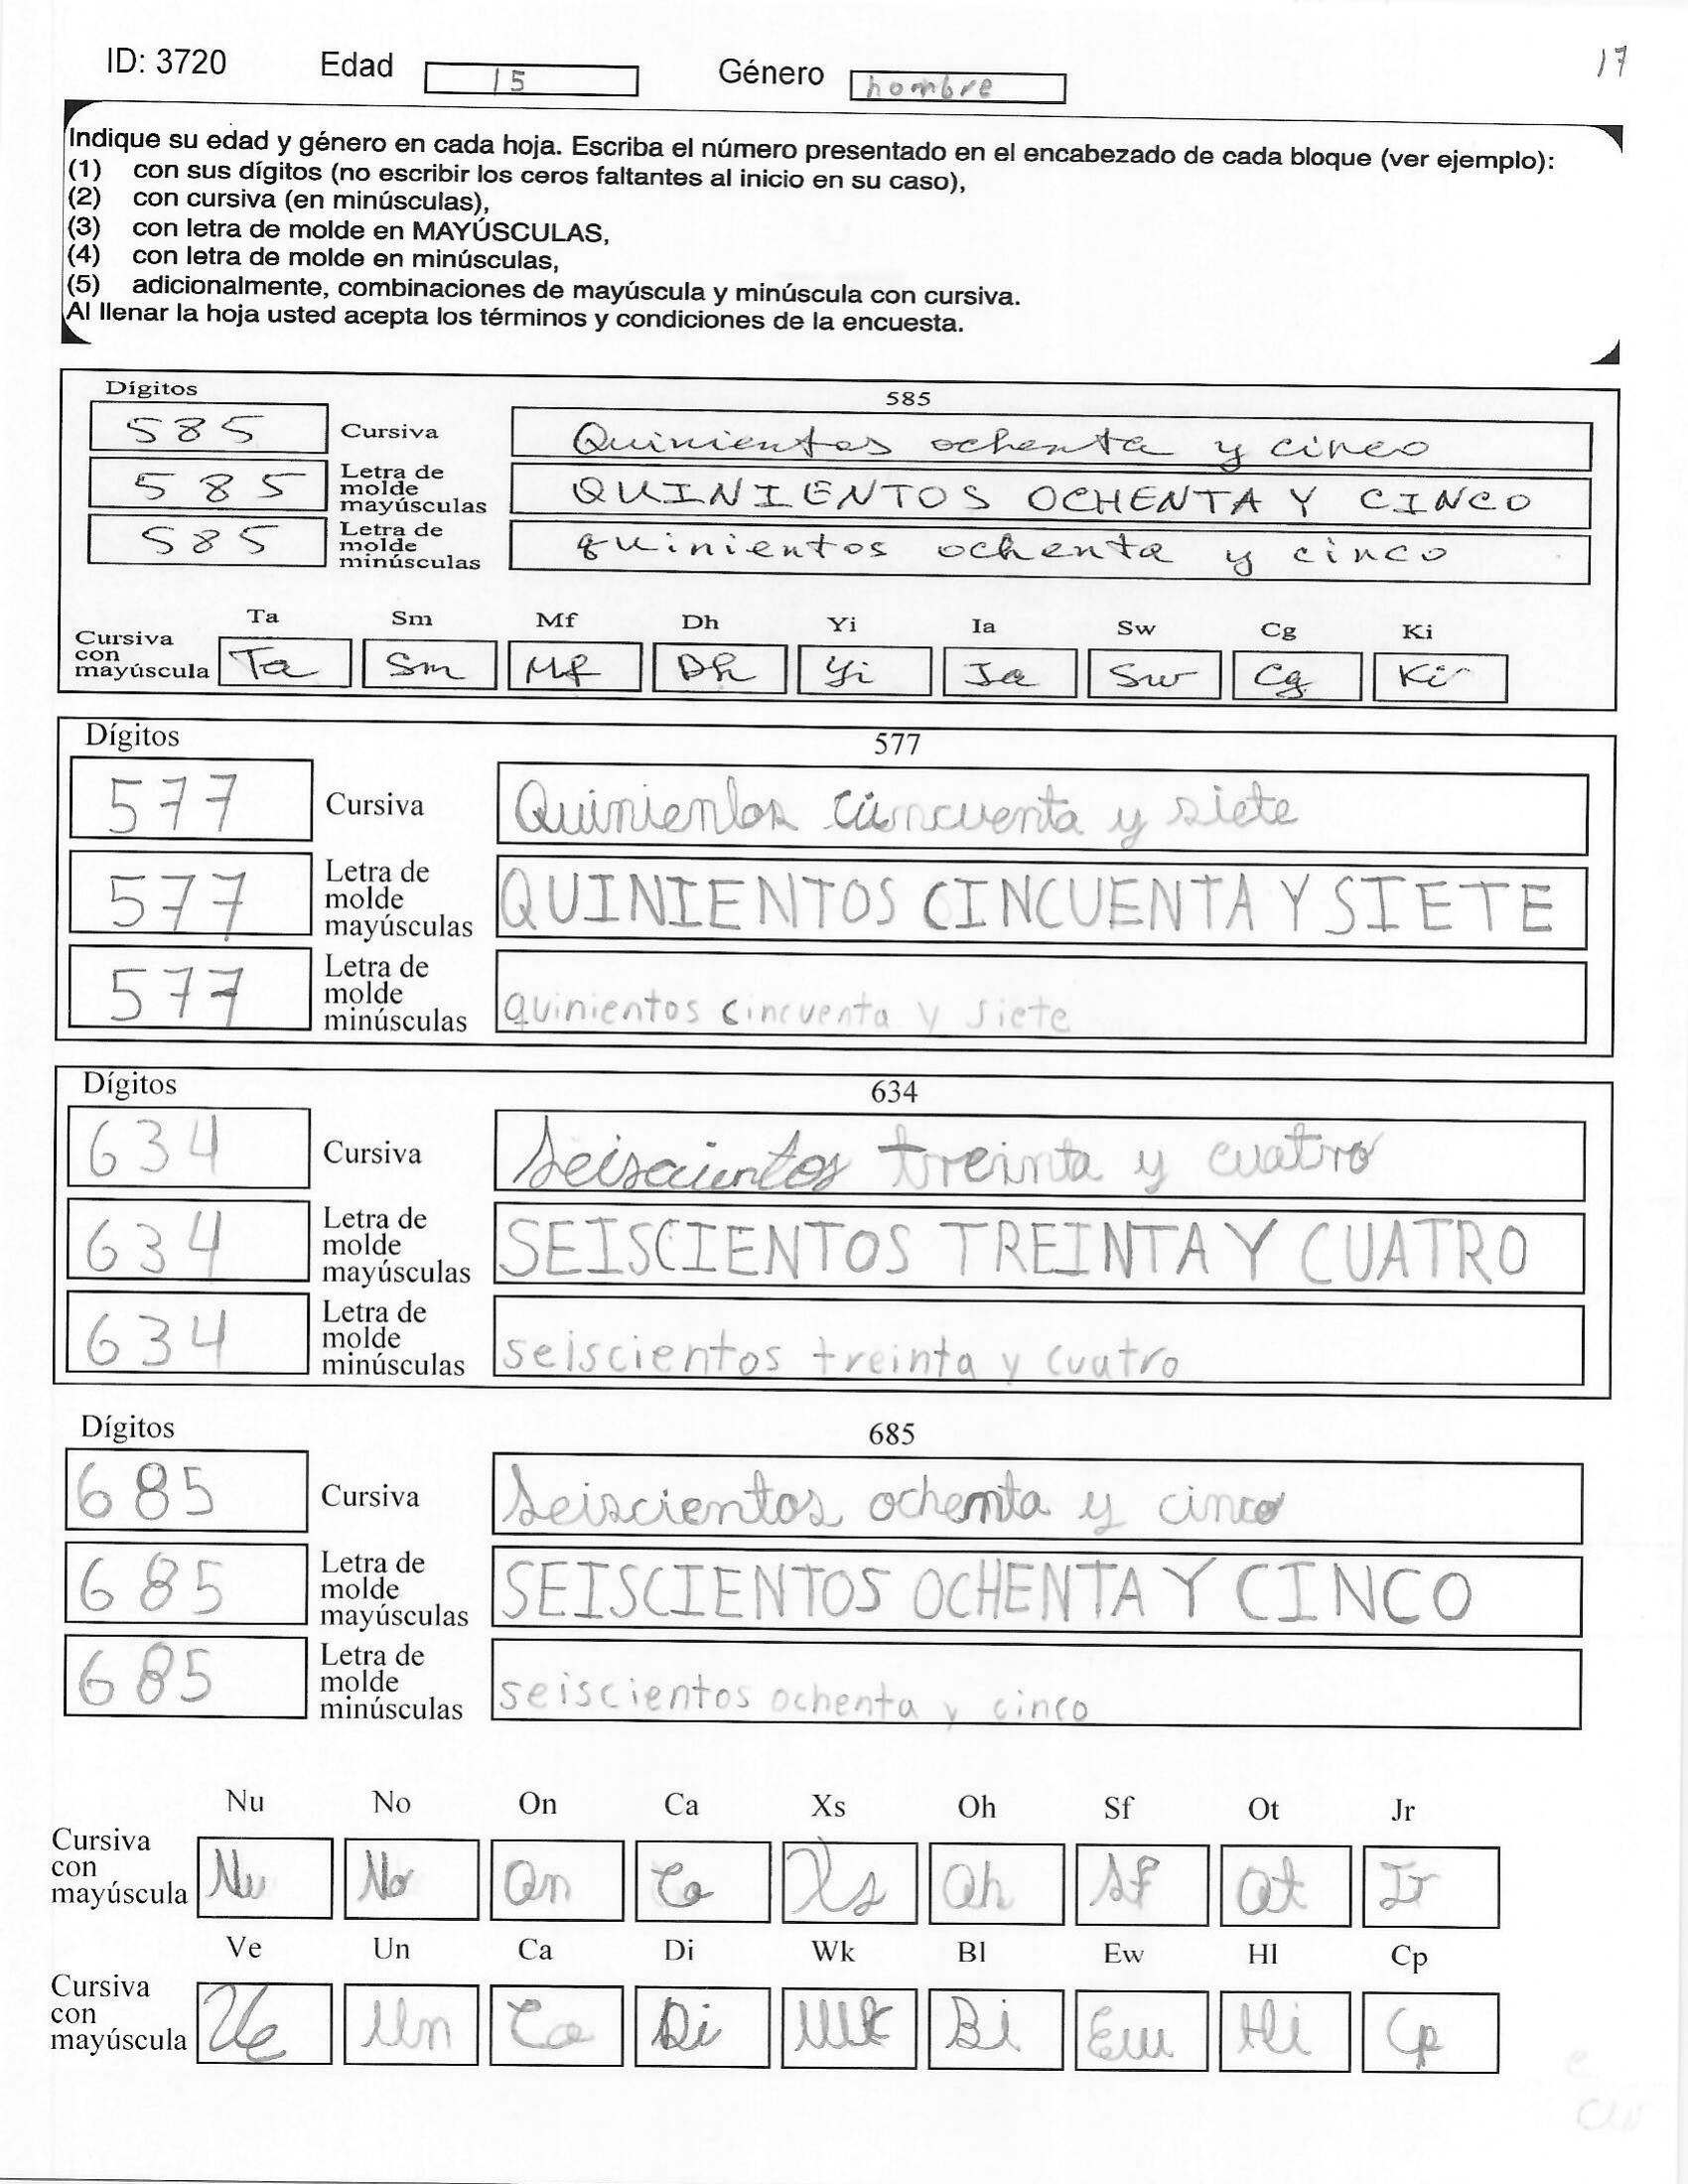 ID: 3720 Edad 15 Género hombre 17
Indique su edad y género en cada hoja. Escriba el número presentado en el encabezado de cada bloque (ver ejemplo):
(1) con sus dígitos (no escribir los ceros faltantes al inicio en su caso),
(2) con cursiva (en minúsculas),
(3) con letra de molde en MAYÚSCULAS,
(4) con letra de molde en minúsculas,
(5) adicionalmente, combinaciones de mayúscula y minúscula con cursiva.
Al llenar la hoja usted acepta los términos y condiciones de la encuesta.
Dígitos 585
585 Cursiva Quinientos ochenta y cinco
585 Letra de molde mayúsculas QUINIENTOS OCHENTA Y CINCO
585 Letra de molde minúsculas quinientos ochenta y cinco
Ta Sm Mf Dh Yi Ia Sw Cg Ki
Cursiva con mayúscula Ta Sm Mf Dh Yi Ia Sw Cg Ki
Dígitos 577
577 Cursiva Quinientos cuncuenta y siete
577 Letra de molde mayúsculas QUINIENTOS CINCUENTA Y SIETE
577 Letra de molde minúsculas quinientos cincuenta y siete
Dígitos 634
634 Cursiva Seiscientos treinta y cuatro
634 Letra de molde mayúsculas SEISCIENTOS TREINTA Y CUATRO
634 Letra de molde minúsculas seiscientos treinta y cuatro
Dígitos 685
685 Cursiva Seiscientos ochenta y cinco
685 Letra de molde mayúsculas SEISCIENTOS OCHENTA Y CINCO
685 Letra de molde minúsculas seiscientos ochenta y cinco
Nu No On Ca Xs Oh Sf Ot Jr
Cursiva con mayúscula Nu No On Ca Xs Oh Sf Ot Jr
Ve Un Ca Di Wk Bl Ew Hl Cp
Cursiva con mayúscula Ve Un Ca Di Wk Bi Ew Hi Cp